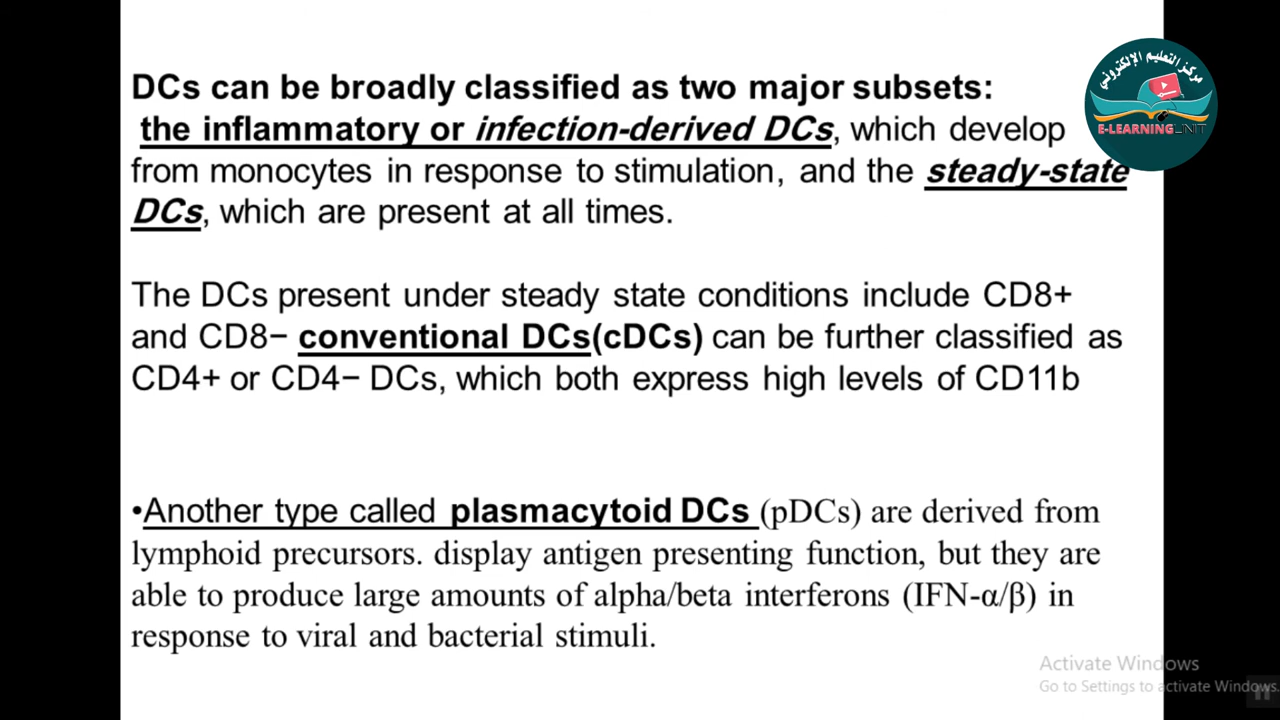 DCs can be broadly classified as two major subsets:
the inflammatory or infection-derived DCs, which develop
from monocytes in response to stimulation, and the steady-state
DCs, which are present at all times.
The DCs present under steady state conditions include CD8+
and CD8− conventional DCs(cDCs) can be further classified as
CD4+ or CD4− DCs, which both express high levels of CD11b
•Another type called plasmacytoid DCs (pDCs) are derived from
lymphoid precursors. display antigen presenting function, but they are
able to produce large amounts of alpha/beta interferons (IFN-α/β) in
response to viral and bacterial stimuli.
مركز التعليم الإلكتروني
E-LEARNING UNIT
Activate Windows
Go to Settings to activate Windows.